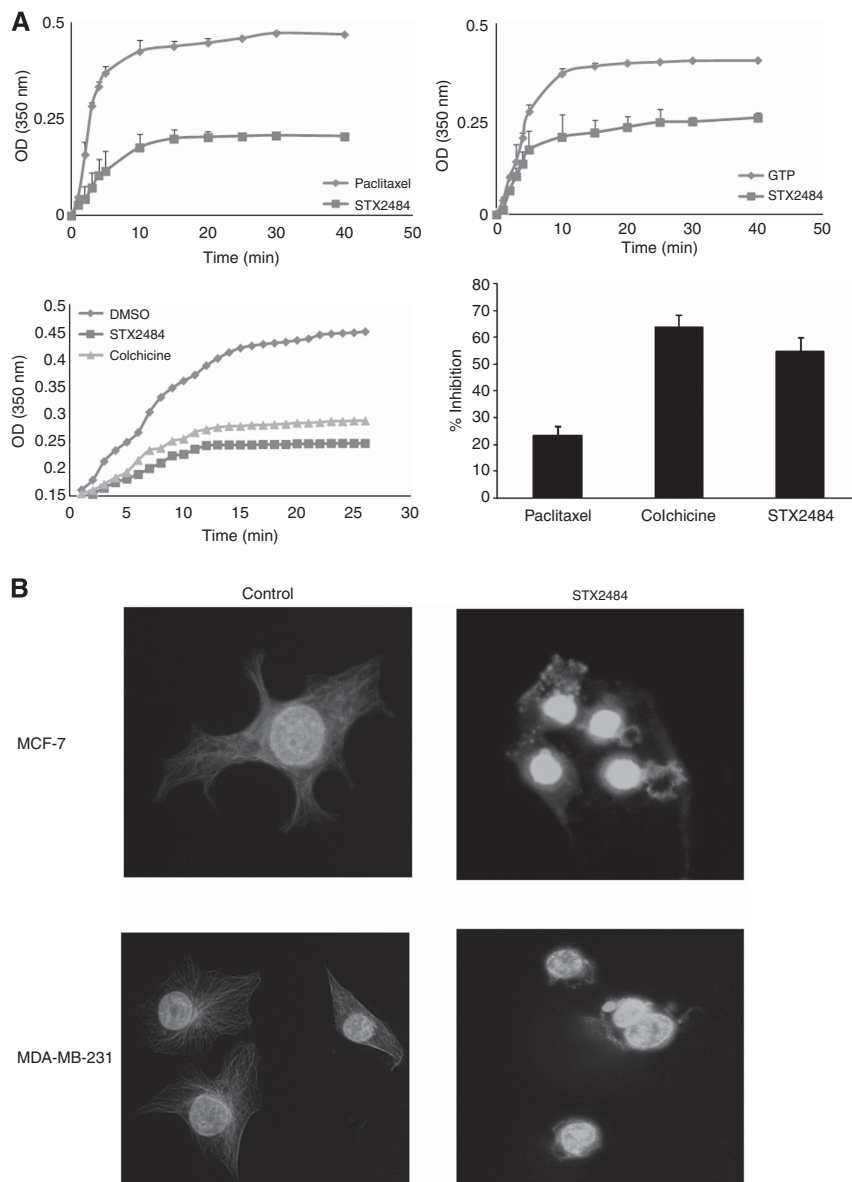 A
0.5
0.25
0
OD (350 nm)
Paclitaxel
STX2484
0 10 20 30 40 50
Time (min)
0.5
0.25
0
OD (350 nm)
GTP
STX2484
0 10 20 30 40 50
Time (min)
0.5
0.45
0.4
0.35
0.3
0.25
0.2
0.15
OD (350 nm)
DMSO
STX2484
Colchicine
0 5 10 15 20 25 30
Time (min)
80
70
60
50
40
30
20
10
0
% Inhibition
Paclitaxel Colchicine STX2484
B
Control STX2484
MCF-7
MDA-MB-231